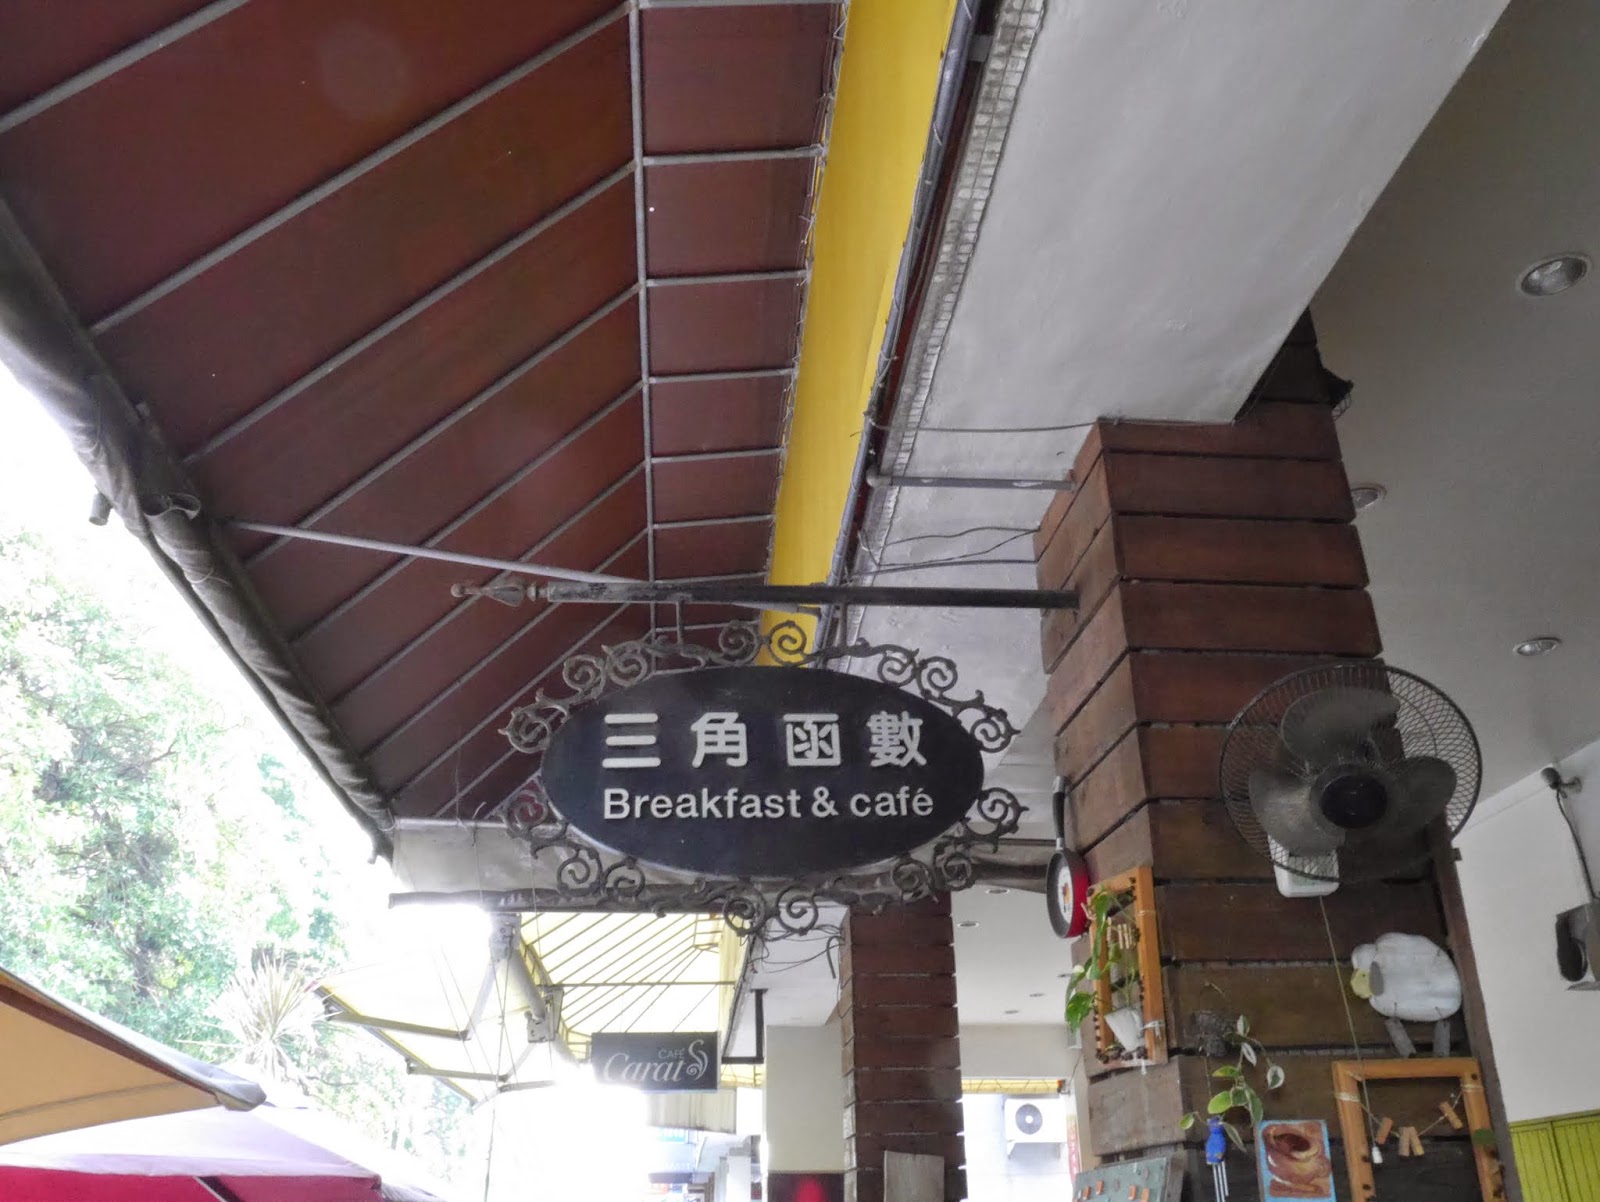 三角函數
Breakfast & café
CAFÉ
Carat